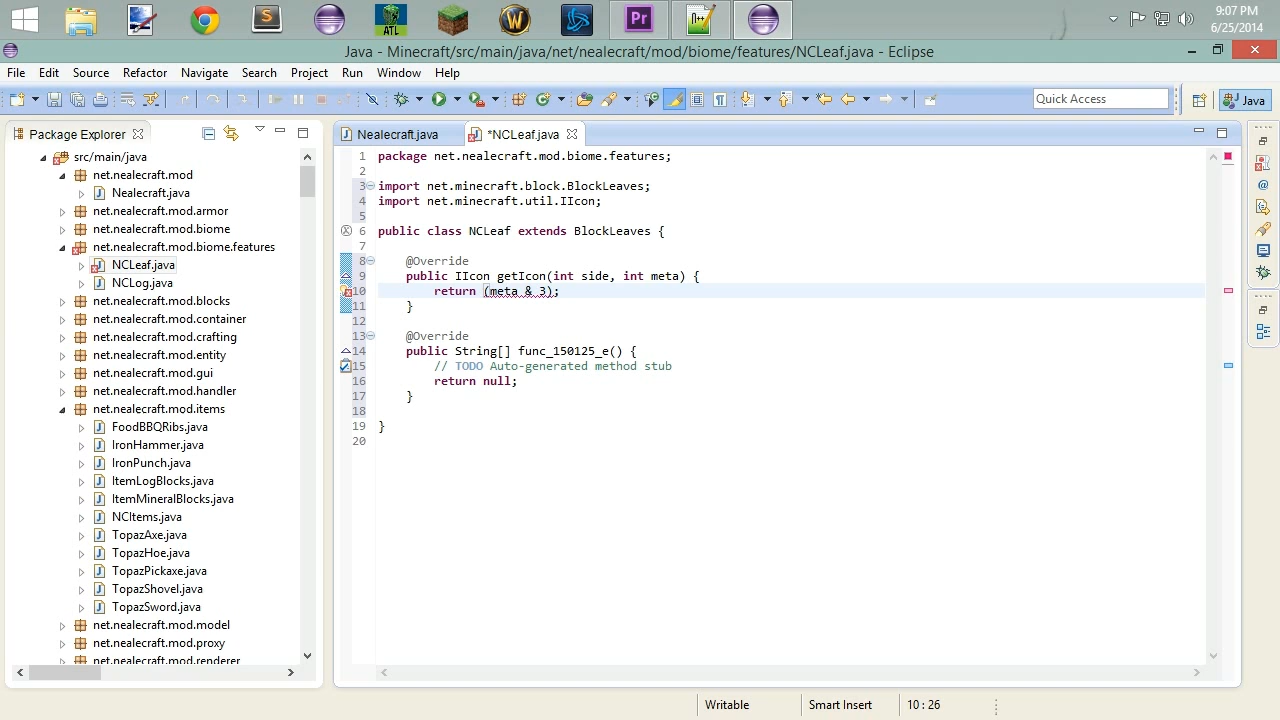 ATL
W
Pr
9:07 PM
6/25/2014
Java - Minecraft/src/main/java/net/nealecraft/mod/biome/features/NCLeaf.java - Eclipse
File Edit Source Refactor Navigate Search Project Run Window Help
Quick Access
Java
Package Explorer
src/main/java
net.nealecraft.mod
Nealecraft.java
net.nealecraft.mod.armor
net.nealecraft.mod.biome
net.nealecraft.mod.biome.features
NCLeaf.java
NCLog.java
net.nealecraft.mod.blocks
net.nealecraft.mod.container
net.nealecraft.mod.crafting
net.nealecraft.mod.entity
net.nealecraft.mod.gui
net.nealecraft.mod.handler
net.nealecraft.mod.items
FoodBBQRibs.java
IronHammer.java
IronPunch.java
ItemLogBlocks.java
ItemMineralBlocks.java
NCItems.java
TopazAxe.java
TopazHoe.java
TopazPickaxe.java
TopazShovel.java
TopazSword.java
net.nealecraft.mod.model
net.nealecraft.mod.proxy
net.nealecraft.mod.renderer
Nealecraft.java *NCLeaf.java
1 package net.nealecraft.mod.biome.features;
2
3 import net.minecraft.block.BlockLeaves;
4 import net.minecraft.util.IIcon;
5
6 public class NCLeaf extends BlockLeaves {
7
8 @Override
9 public IIcon getIcon(int side, int meta) {
10 return (meta & 3);
11 }
12
13 @Override
14 public String[] func_150125_e() {
15 // TODO Auto-generated method stub
16 return null;
17 }
18
19 }
20
Writable Smart Insert 10 : 26